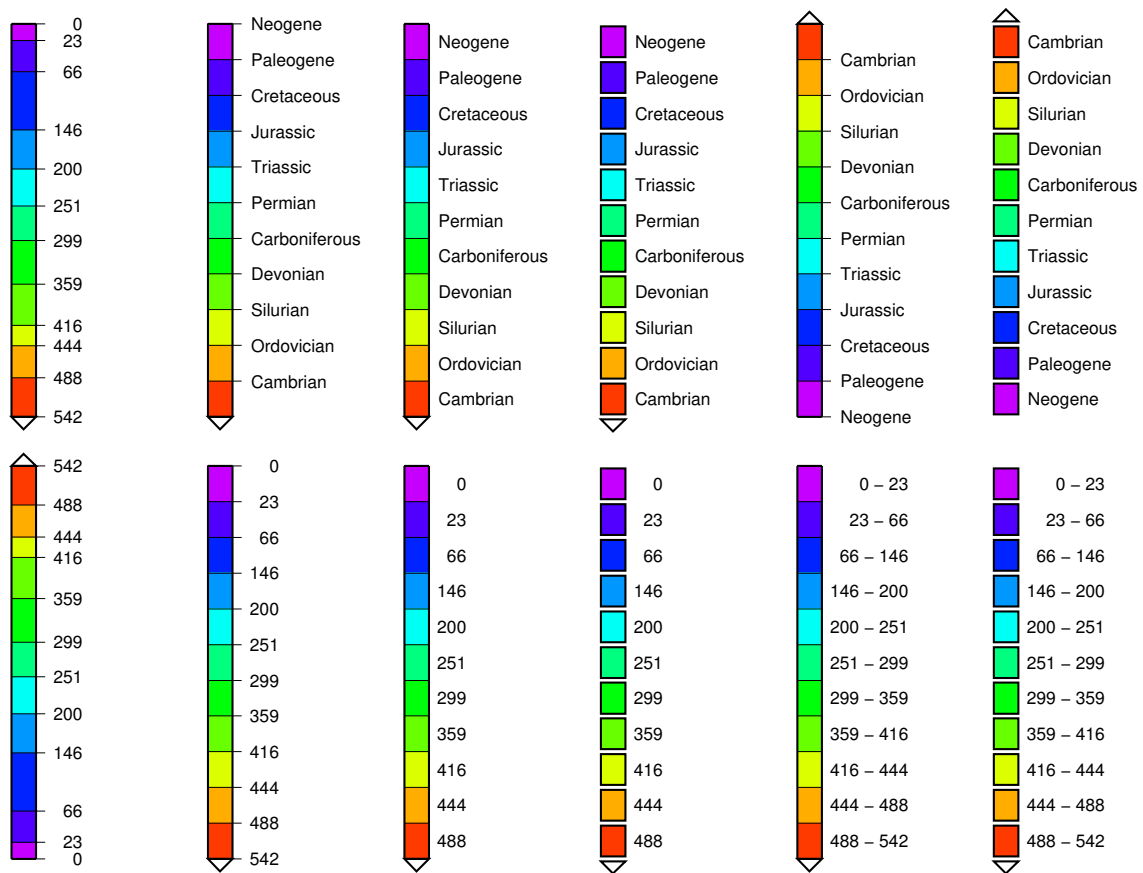 0
23
66
146
200
251
299
359
416
444
488
542
Neogene
Paleogene
Cretaceous
Jurassic
Triassic
Permian
Carboniferous
Devonian
Silurian
Ordovician
Cambrian
Neogene
Paleogene
Cretaceous
Jurassic
Triassic
Permian
Carboniferous
Devonian
Silurian
Ordovician
Cambrian
Neogene
Paleogene
Cretaceous
Jurassic
Triassic
Permian
Carboniferous
Devonian
Silurian
Ordovician
Cambrian
Cambrian
Ordovician
Silurian
Devonian
Carboniferous
Permian
Triassic
Jurassic
Cretaceous
Paleogene
Neogene
Cambrian
Ordovician
Silurian
Devonian
Carboniferous
Permian
Triassic
Jurassic
Cretaceous
Paleogene
Neogene
542
488
444
416
359
299
251
200
146
66
23
0
0
23
66
146
200
251
299
359
416
444
488
542
0
23
66
146
200
251
299
359
416
444
488
0
23
66
146
200
251
299
359
416
444
488
0 – 23
23 – 66
66 – 146
146 – 200
200 – 251
251 – 299
299 – 359
359 – 416
416 – 444
444 – 488
488 – 542
0 – 23
23 – 66
66 – 146
146 – 200
200 – 251
251 – 299
299 – 359
359 – 416
416 – 444
444 – 488
488 – 542